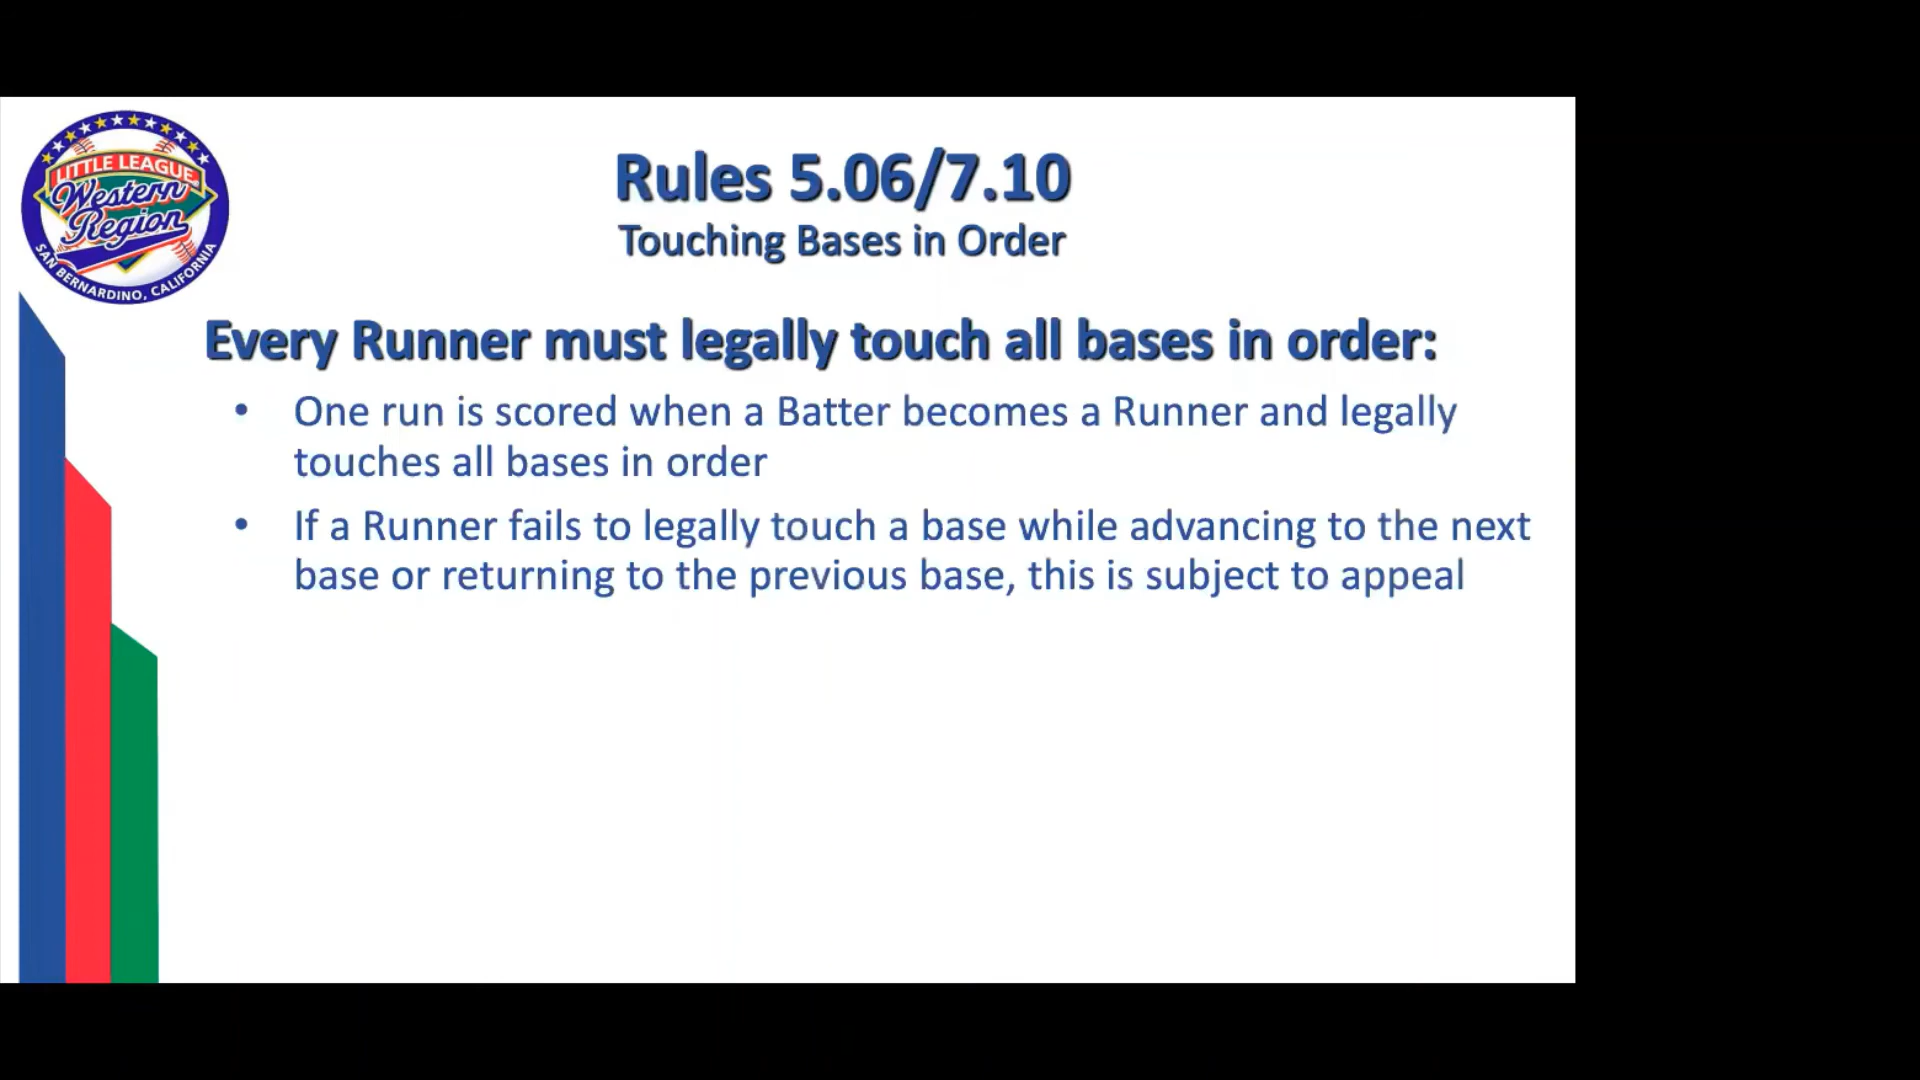 LITTLE LEAGUE
Western
Region
SAN BERNARDINO, CALIFORNIA
Rules 5.06/7.10
Touching Bases in Order
Every Runner must legally touch all bases in order:
• One run is scored when a Batter becomes a Runner and legally
touches all bases in order
• If a Runner fails to legally touch a base while advancing to the next
base or returning to the previous base, this is subject to appeal